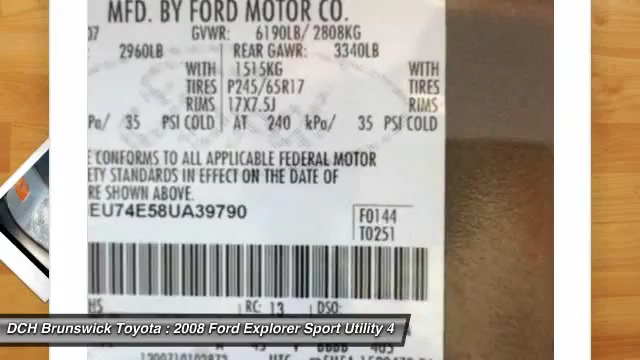 MFD. BY FORD MOTOR CO.
07 GVWR: 6190LB/ 2808KG
2960LB REAR GAWR: 3340LB
WITH 1515KG WITH
TIRES P245/65R17 TIRES
RIMS 17X7.5J RIMS
kPa/ 35 PSI COLD AT 240 kPa/ 35 PSI COLD
E CONFORMS TO ALL APPLICABLE FEDERAL MOTOR
ETY STANDARDS IN EFFECT ON THE DATE OF
RE SHOWN ABOVE.
EU74E58UA39790
F0144
T0251
RC: 13 DSO:
DCH Brunswick Toyota : 2008 Ford Explorer Sport Utility 4